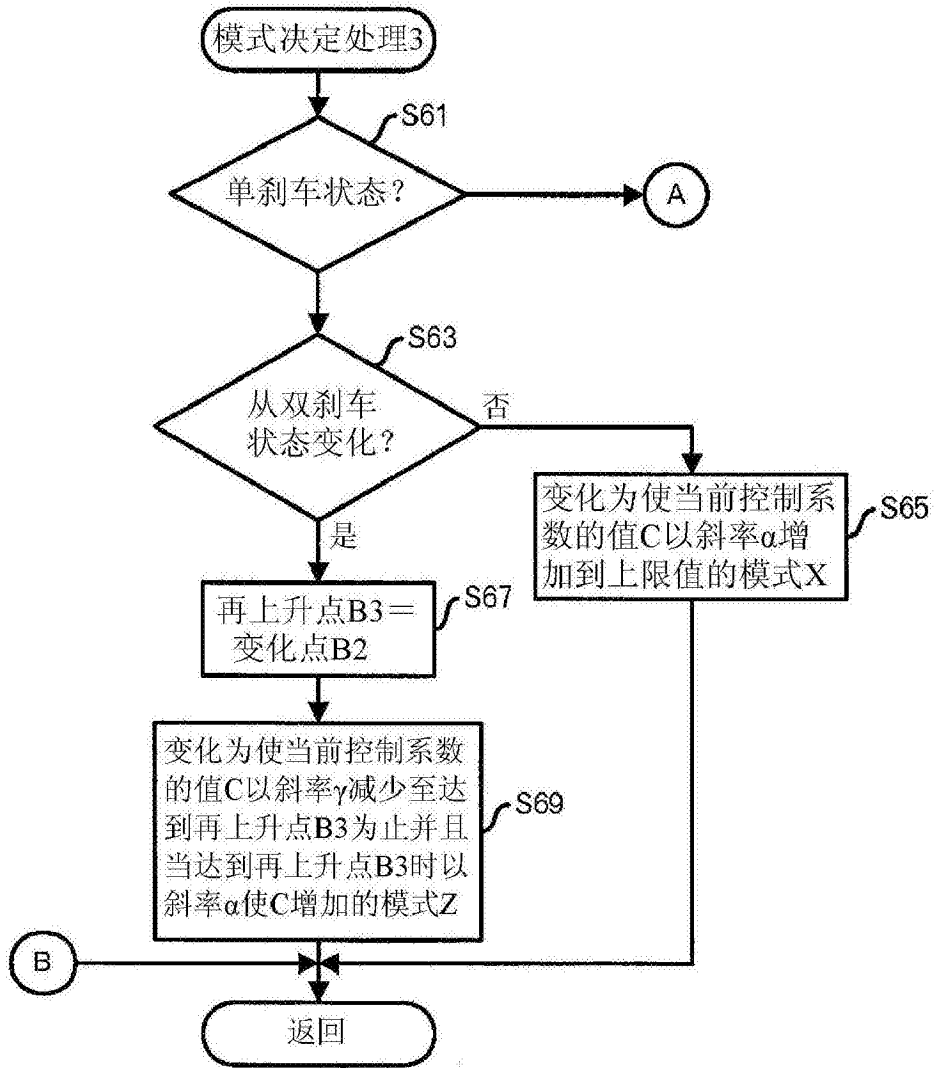 模式决定处理3
S61
单刹车状态?
A
S63
从双刹车
状态变化?
否
变化为使当前控制系
数的值C以斜率α增
加到上限值的模式X
S65
是
再上升点B3＝
变化点B2
S67
变化为使当前控制系数
的值C以斜率γ减少至达
到再上升点B3为止并且
当达到再上升点B3时以
斜率α使C增加的模式Z
S69
B
返回